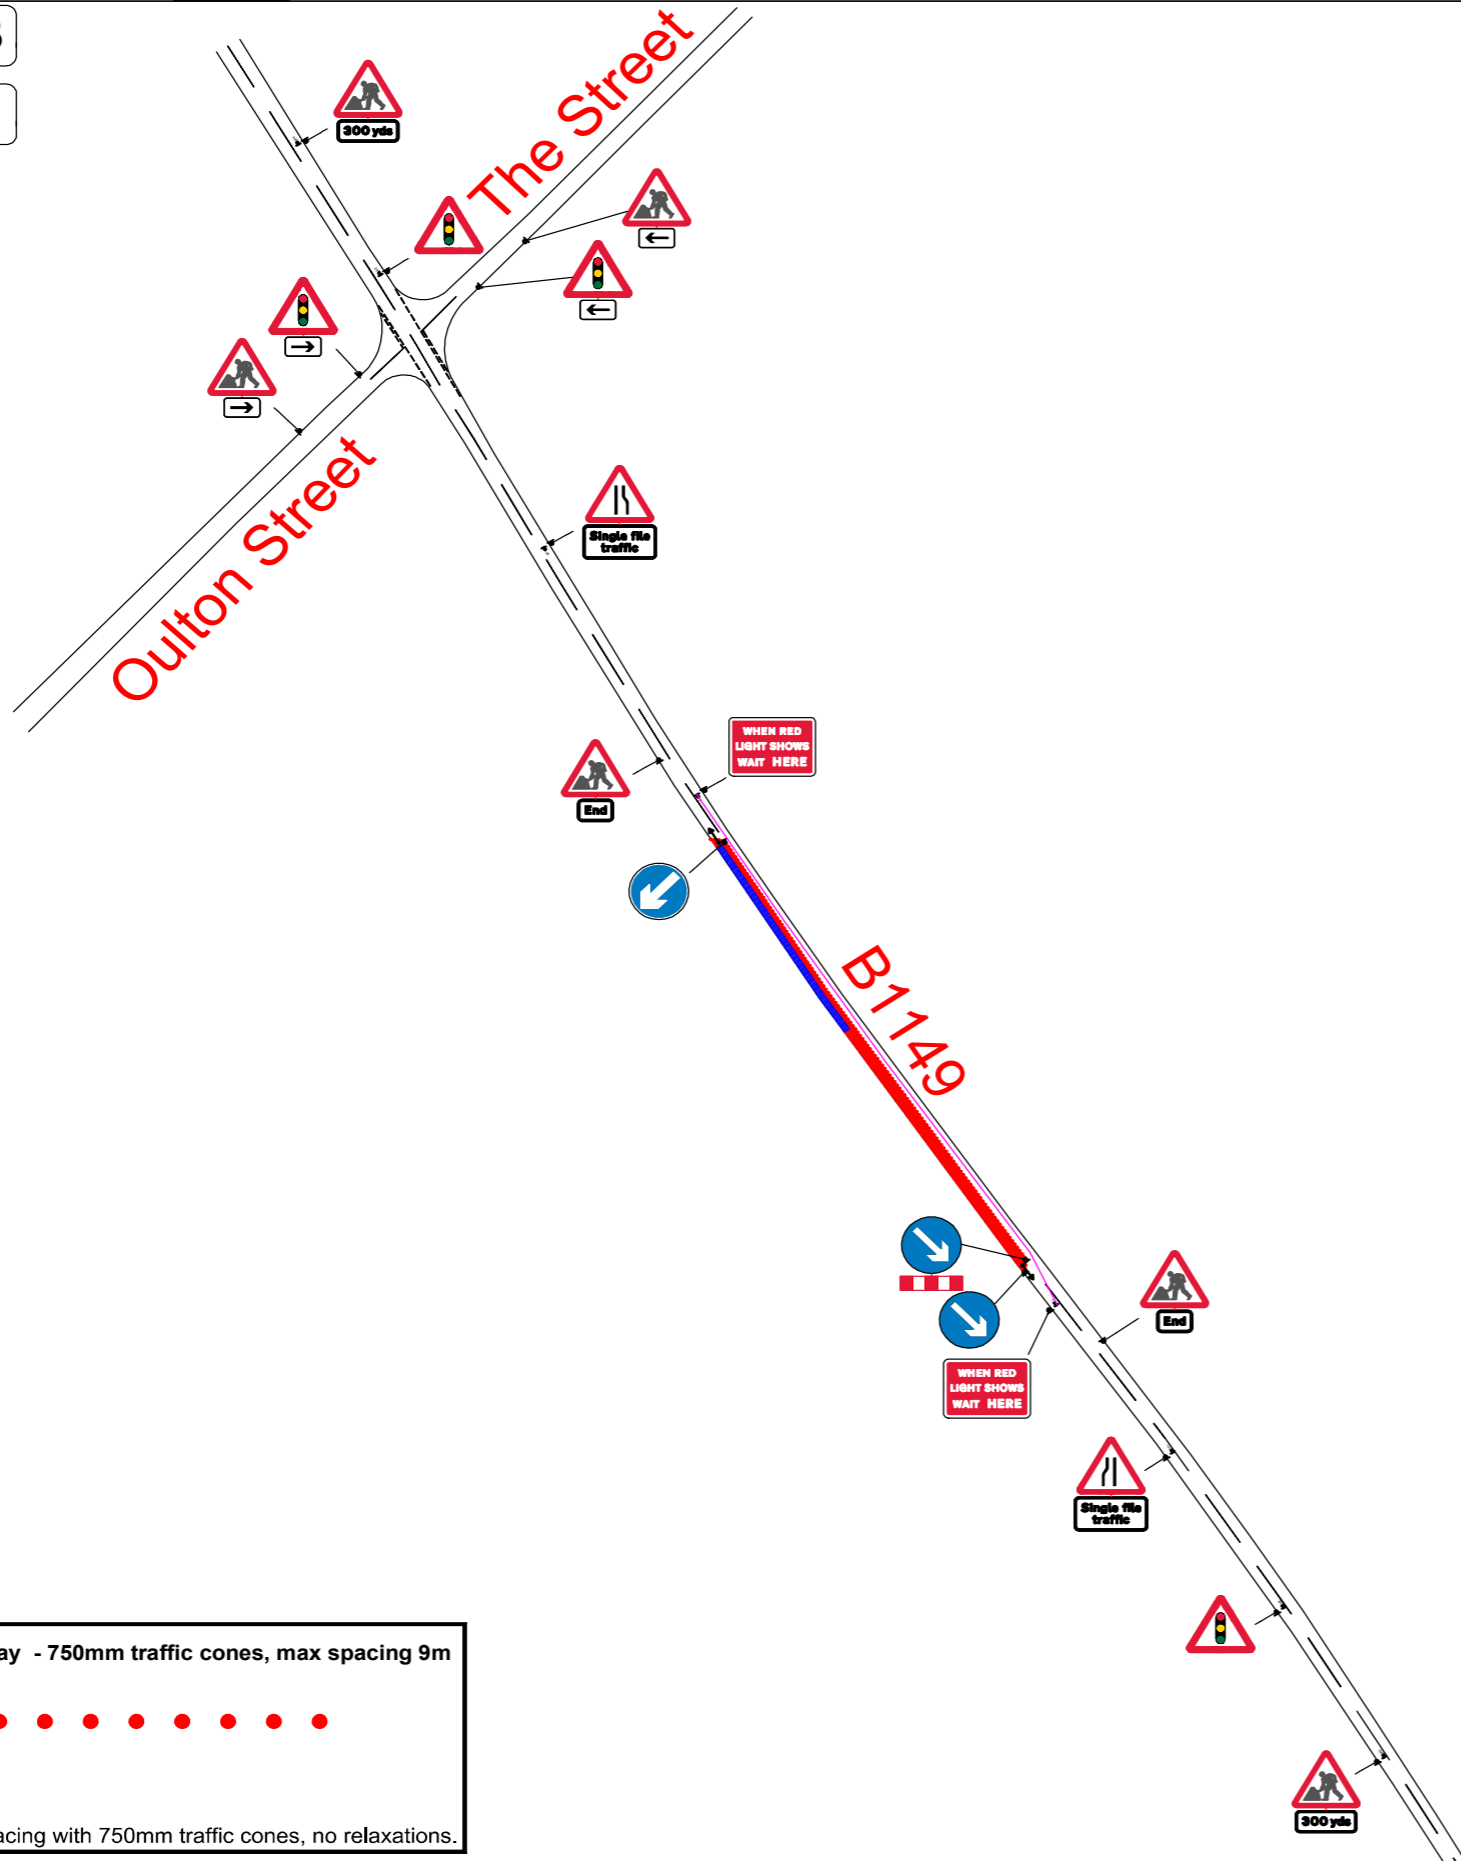 300 yds
The Street
Oulton Street
Single file
traffic
WHEN RED
LIGHT SHOWS
WAIT HERE
End
B1149
End
WHEN RED
LIGHT SHOWS
WAIT HERE
Single file
traffic
- 750mm traffic cones, max spacing 9m
with 750mm traffic cones, no relaxations.
300 yds